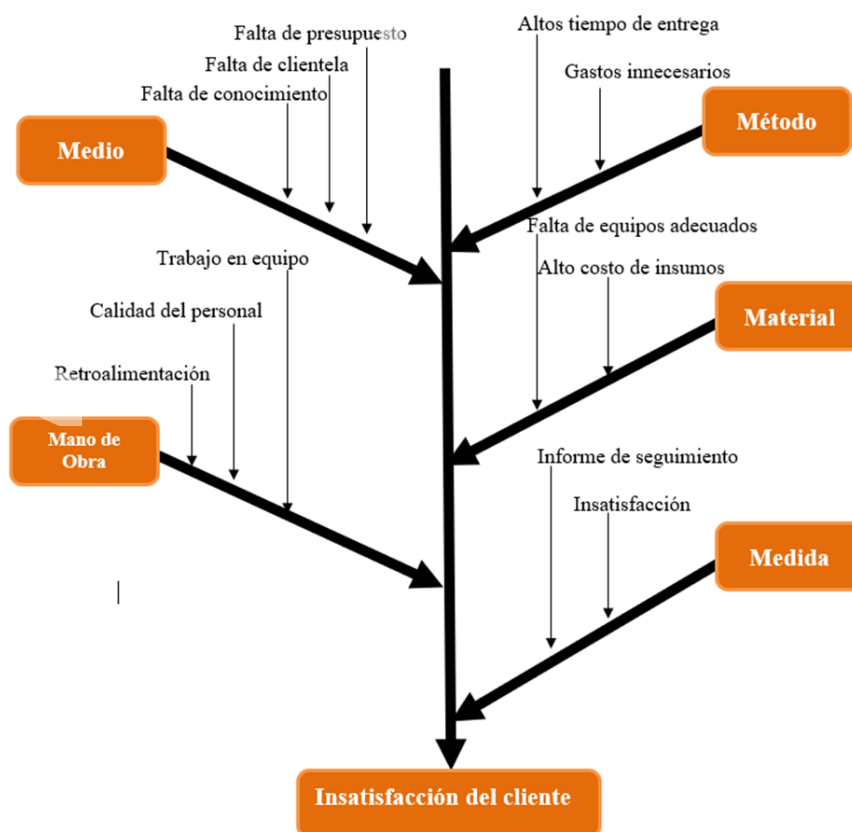 Falta de presupuesto
Falta de clientela
Falta de conocimiento
Medio
Altos tiempo de entrega
Gastos innecesarios
Método
Trabajo en equipo
Calidad del personal
Retroalimentación
Mano de
Obra
Falta de equipos adecuados
Alto costo de insumos
Material
Informe de seguimiento
Insatisfacción
Medida
Insatisfacción del cliente